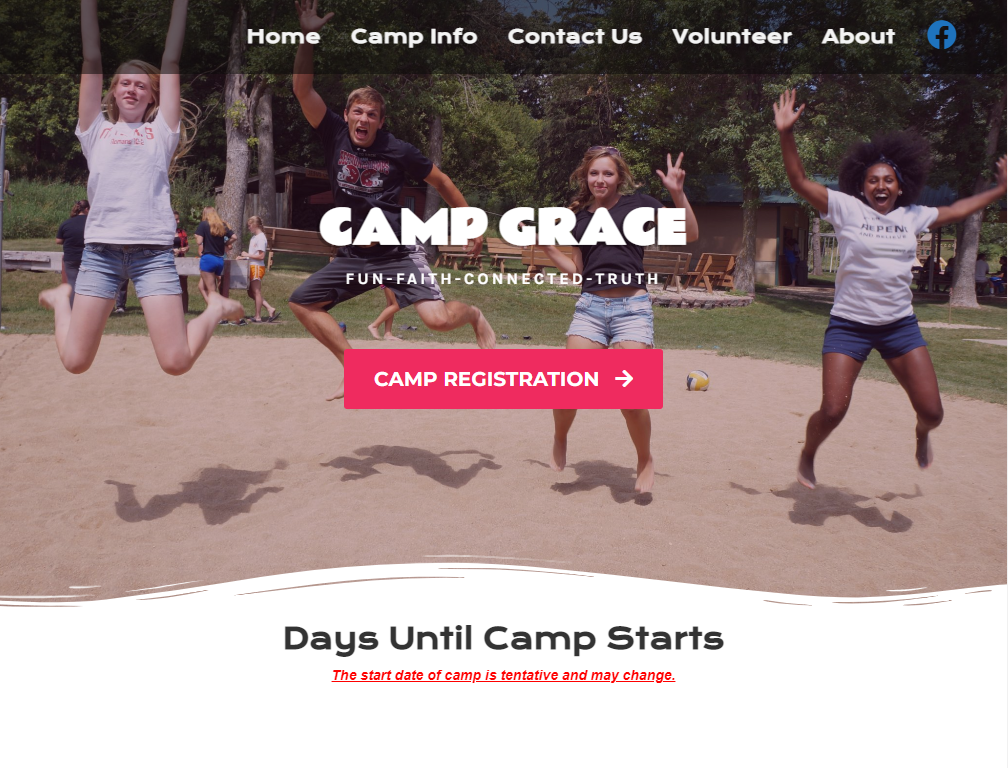 Home Camp Info Contact Us Volunteer About
CAMP GRACE
FUN-FAITH-CONNECTED-TRUTH
CAMP REGISTRATION
Days Until Camp Starts
The start date of camp is tentative and may change.